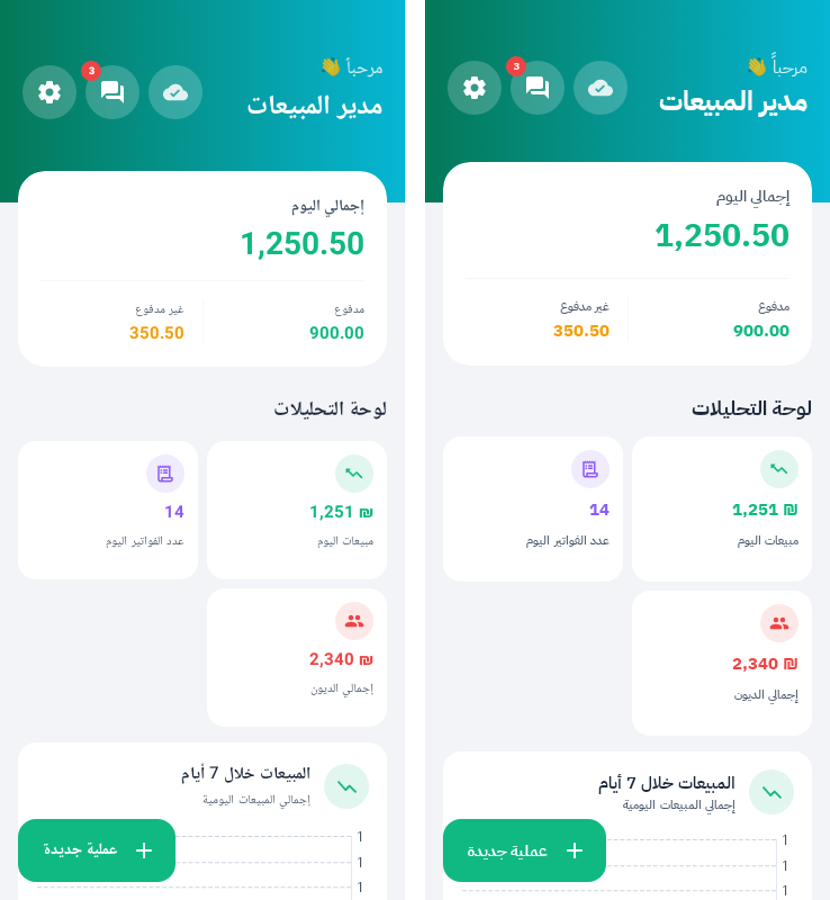 مرحباً 👋
مدير المبيعات
3
إجمالي اليوم
1,250.50
مدفوع
900.00
غير مدفوع
350.50
لوحة التحليلات
₪ 1,251
مبيعات اليوم
14
عدد الفواتير اليوم
₪ 2,340
إجمالي الديون
المبيعات خلال 7 أيام
إجمالي المبيعات اليومية
1
1
1
عملية جديدة
مرحباً 👋
مدير المبيعات
3
إجمالي اليوم
1,250.50
مدفوع
900.00
غير مدفوع
350.50
لوحة التحليلات
₪ 1,251
مبيعات اليوم
14
عدد الفواتير اليوم
₪ 2,340
إجمالي الديون
المبيعات خلال 7 أيام
إجمالي المبيعات اليومية
1
1
1
عملية جديدة